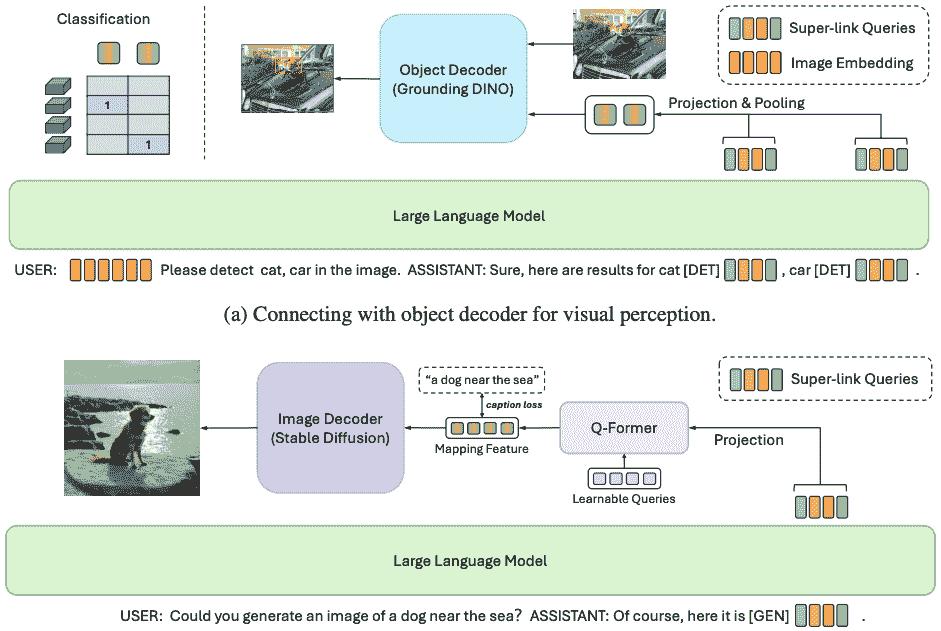 Classification
1
1
Object Decoder
(Grounding DINO)
Projection & Pooling
Super-link Queries
Image Embedding
Large Language Model
USER: Please detect cat, car in the image. ASSISTANT: Sure, here are results for cat [DET] , car [DET] .
(a) Connecting with object decoder for visual perception.
Image Decoder
(Stable Diffusion)
"a dog near the sea"
caption loss
Mapping Feature
Q-Former
Learnable Queries
Projection
Super-link Queries
Large Language Model
USER: Could you generate an image of a dog near the sea? ASSISTANT: Of course, here it is [GEN] .